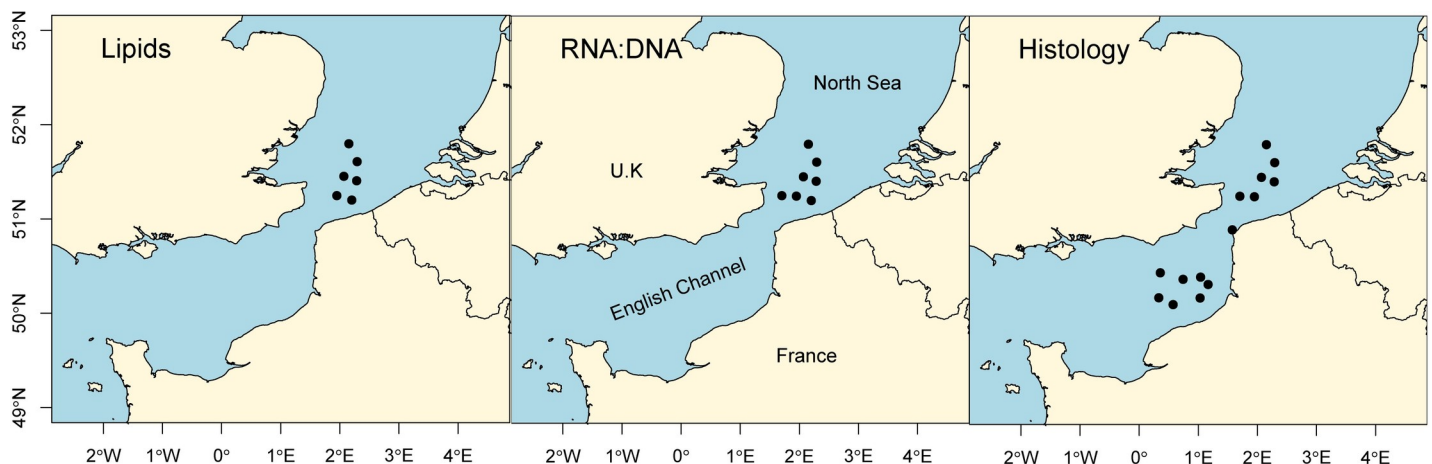 Lipids
RNA:DNA
Histology
North Sea
U.K
English Channel
France
53°N
52°N
51°N
50°N
49°N
2°W 1°W 0° 1°E 2°E 3°E 4°E
2°W 1°W 0° 1°E 2°E 3°E 4°E
2°W 1°W 0° 1°E 2°E 3°E 4°E